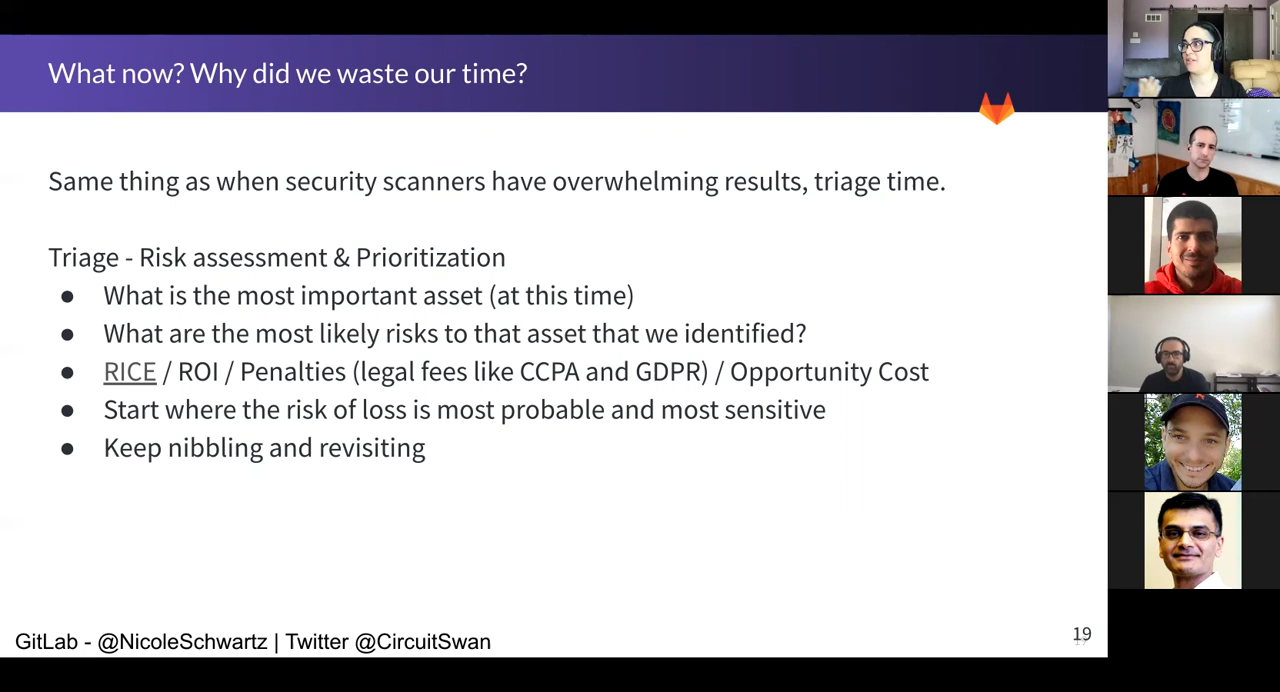 What now? Why did we waste our time?
Same thing as when security scanners have overwhelming results, triage time.
Triage - Risk assessment & Prioritization
● What is the most important asset (at this time)
● What are the most likely risks to that asset that we identified?
● RICE / ROI / Penalties (legal fees like CCPA and GDPR) / Opportunity Cost
● Start where the risk of loss is most probable and most sensitive
● Keep nibbling and revisiting
GitLab - @NicoleSchwartz | Twitter @CircuitSwan
19